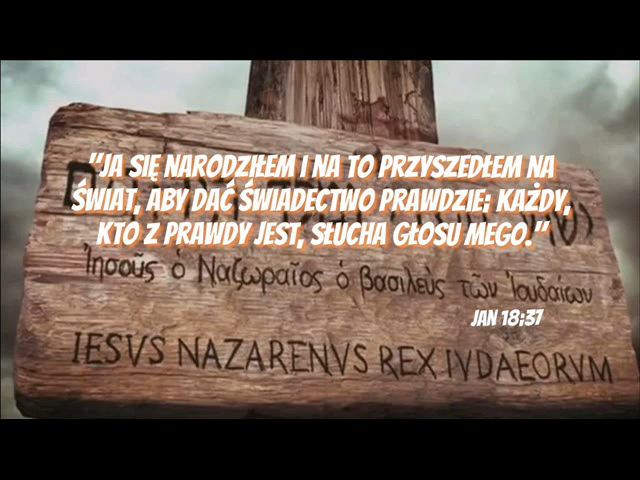 "JA SIĘ NARODZIŁEM I NA TO PRZYSZEDŁEM NA
ŚWIAT, ABY DAĆ ŚWIADECTWO PRAWDZIE; KAŻDY,
KTO Z PRAWDY JEST, SŁUCHA GŁOSU MEGO."
Ἰησοῦς ὁ Ναζωραῖος ὁ βασιλεὺς τῶν Ἰουδαίων
JAN 18;37
IESVS NAZARENVS REX IVDAEORVM